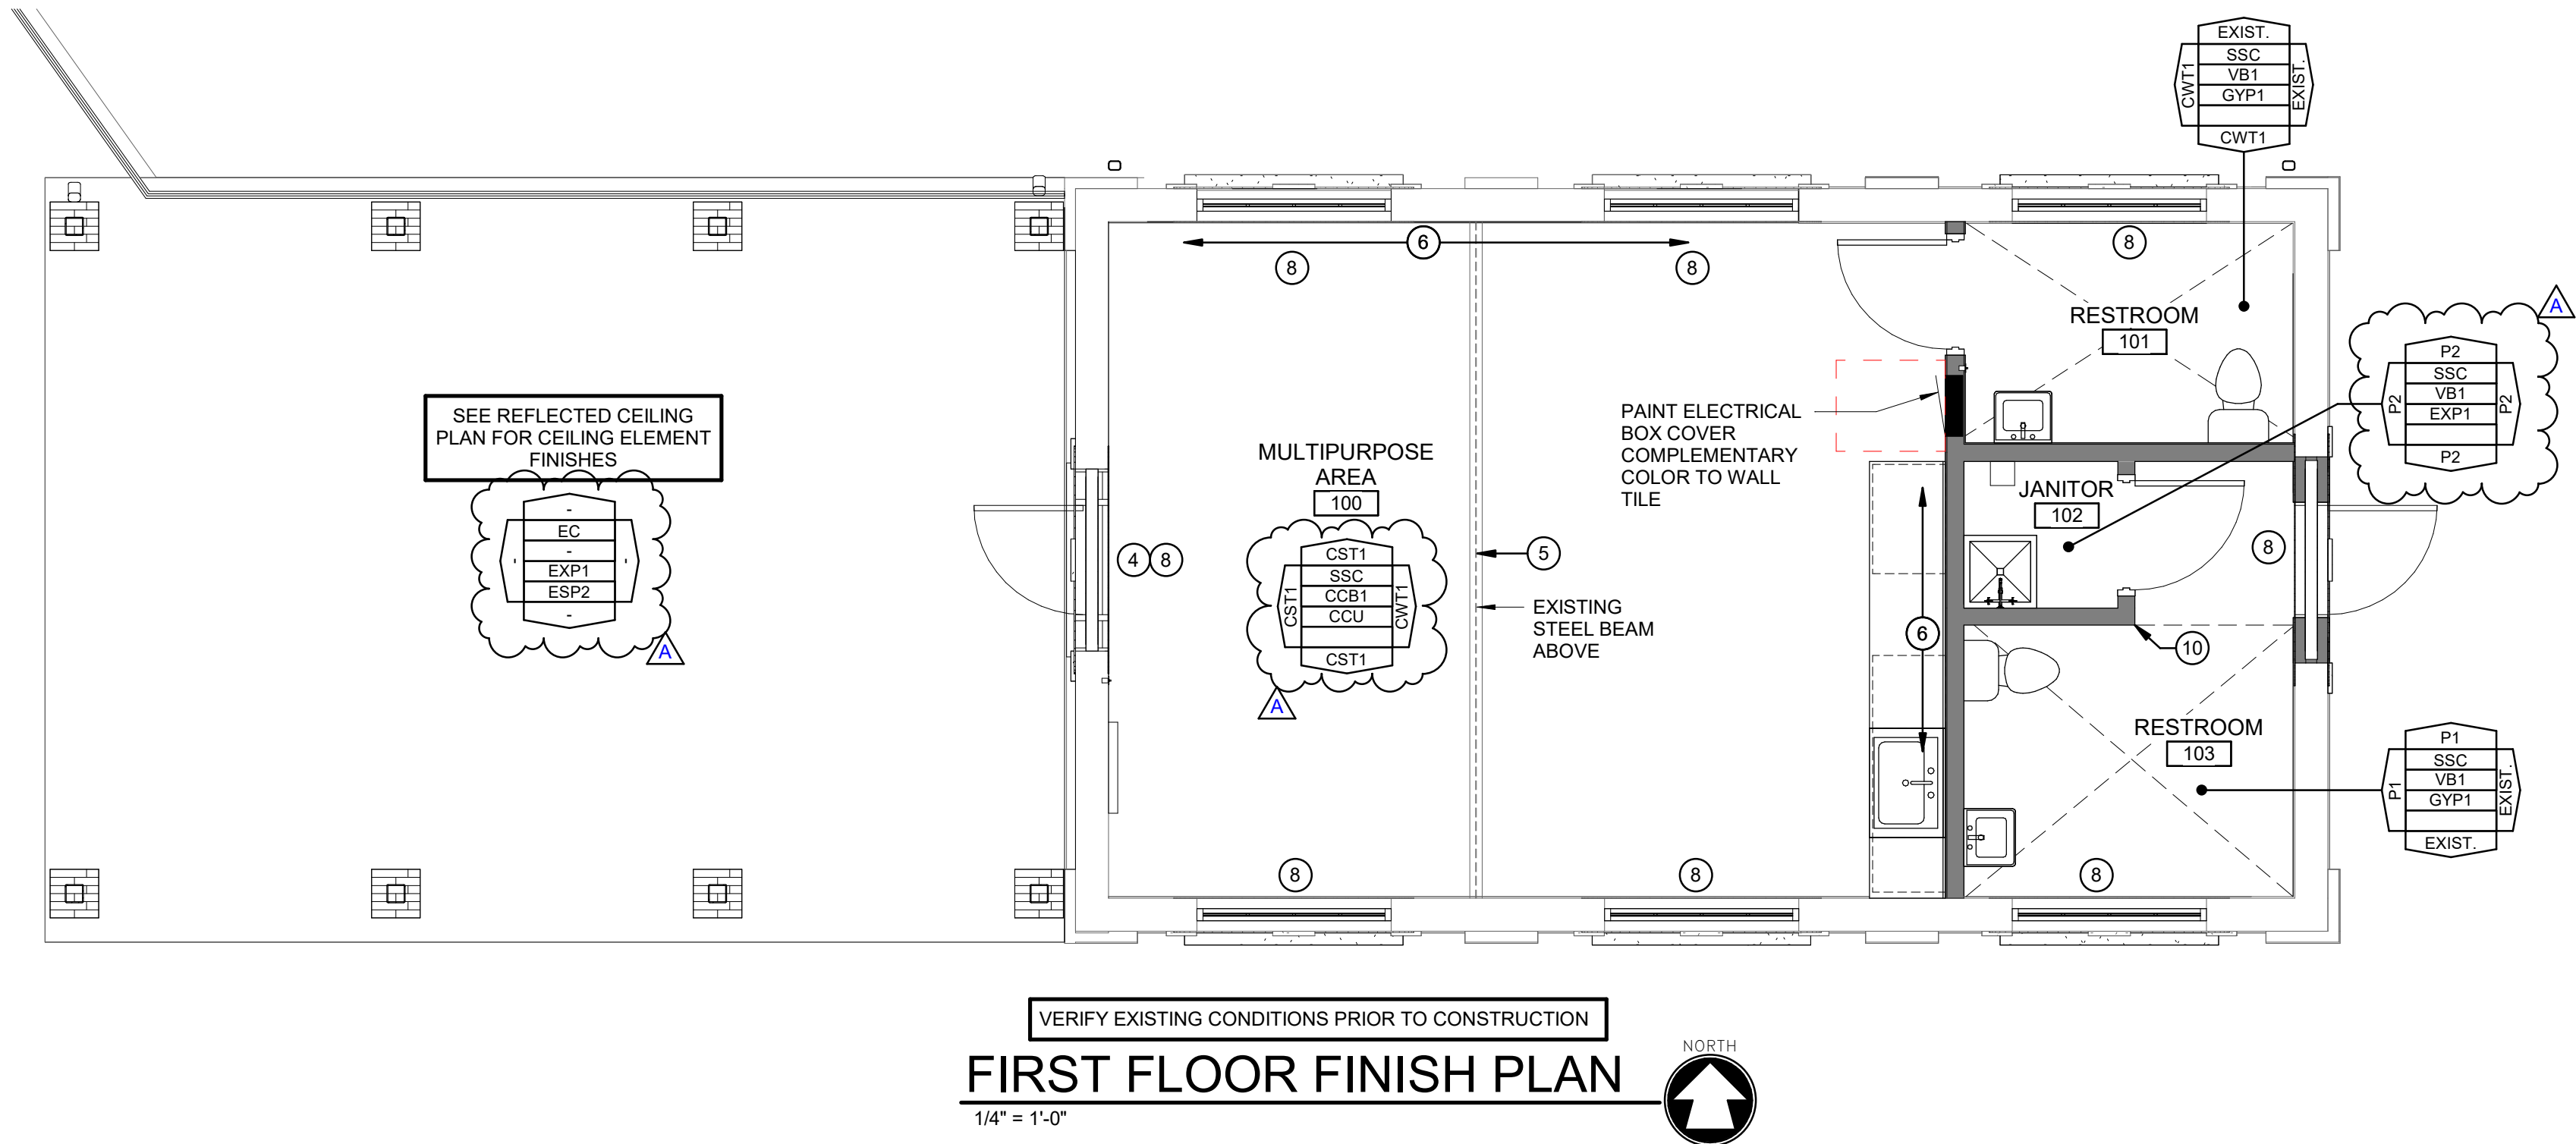 EXIST.
SSC
VB1
GYP1
CWT1
EXIST.
CWT1
6
8
8
8
RESTROOM
101
A
P2
SSC
VB1
EXP1
P2
P2
P2
SEE REFLECTED CEILING
PLAN FOR CEILING ELEMENT
FINISHES
-
EC
-
EXP1
ESP2
-
-
-
A
MULTIPURPOSE
AREA
100
CST1
SSC
CCB1
CCU
CST1
CWT1
CST1
A
4
8
5
EXISTING
STEEL BEAM
ABOVE
PAINT ELECTRICAL
BOX COVER
COMPLEMENTARY
COLOR TO WALL
TILE
JANITOR
102
8
6
10
RESTROOM
103
P1
SSC
VB1
GYP1
P1
EXIST.
EXIST.
8
8
8
VERIFY EXISTING CONDITIONS PRIOR TO CONSTRUCTION
FIRST FLOOR FINISH PLAN
1/4" = 1'-0"
NORTH